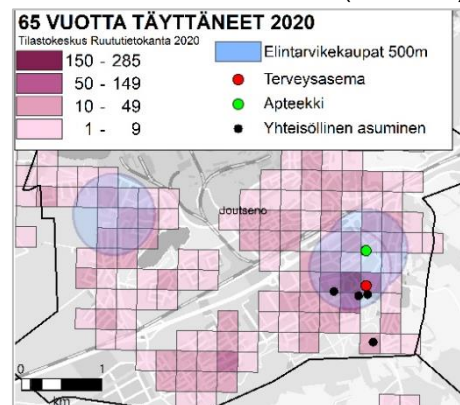 65 VUOTTA TÄYTTÄNEET 2020
Tilastokeskus Ruututietokanta 2020
150 - 285
50 - 149
10 - 49
1 - 9
Elintarvikekaupat 500m
Terveysasema
Apteekki
Yhteisöllinen asuminen
Joutseno
0 1
km